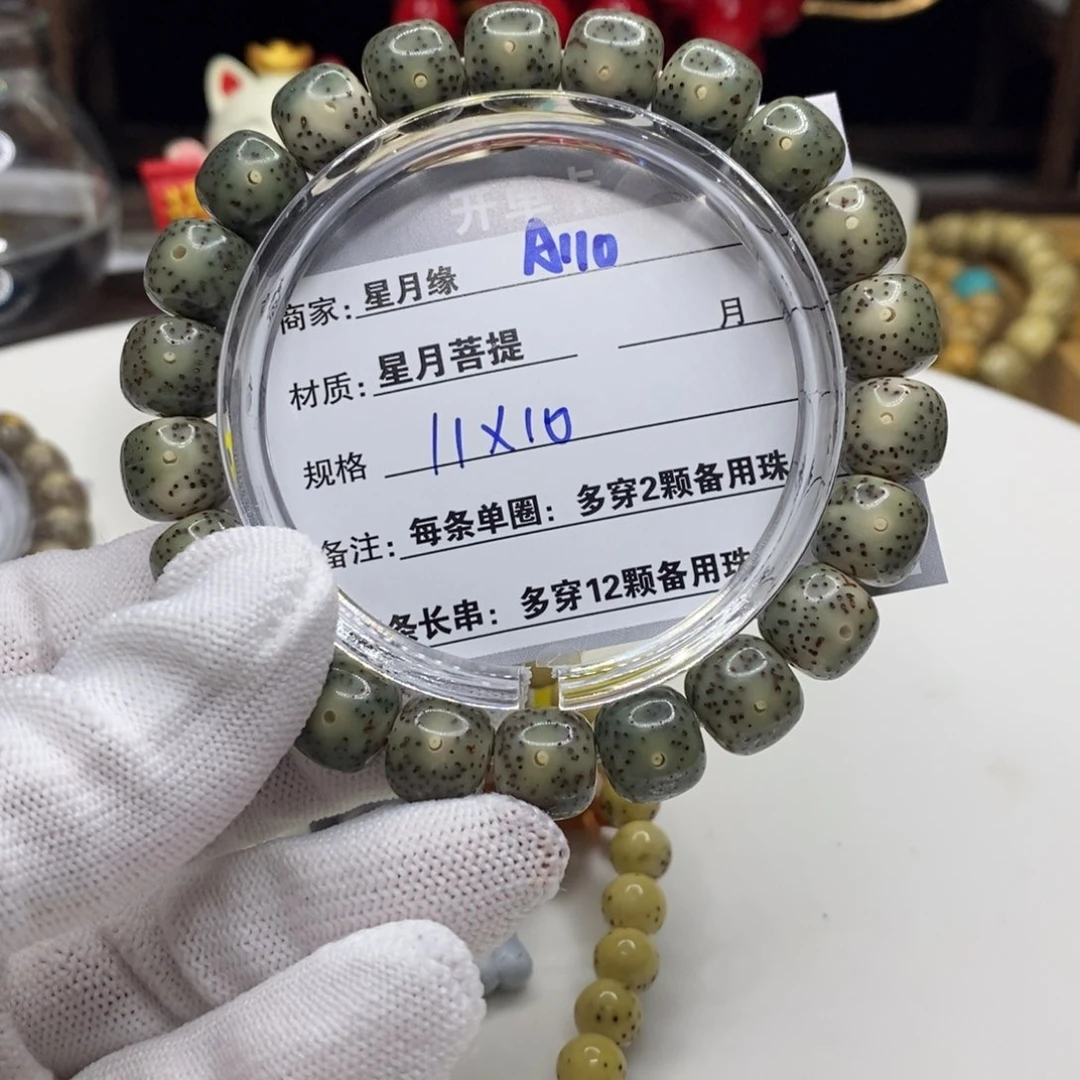 A110
商家：星月缘
月
材质：星月菩提
规格 11X10
备注：每条单圈：多穿2颗备用珠
条长串：多穿12颗备用珠